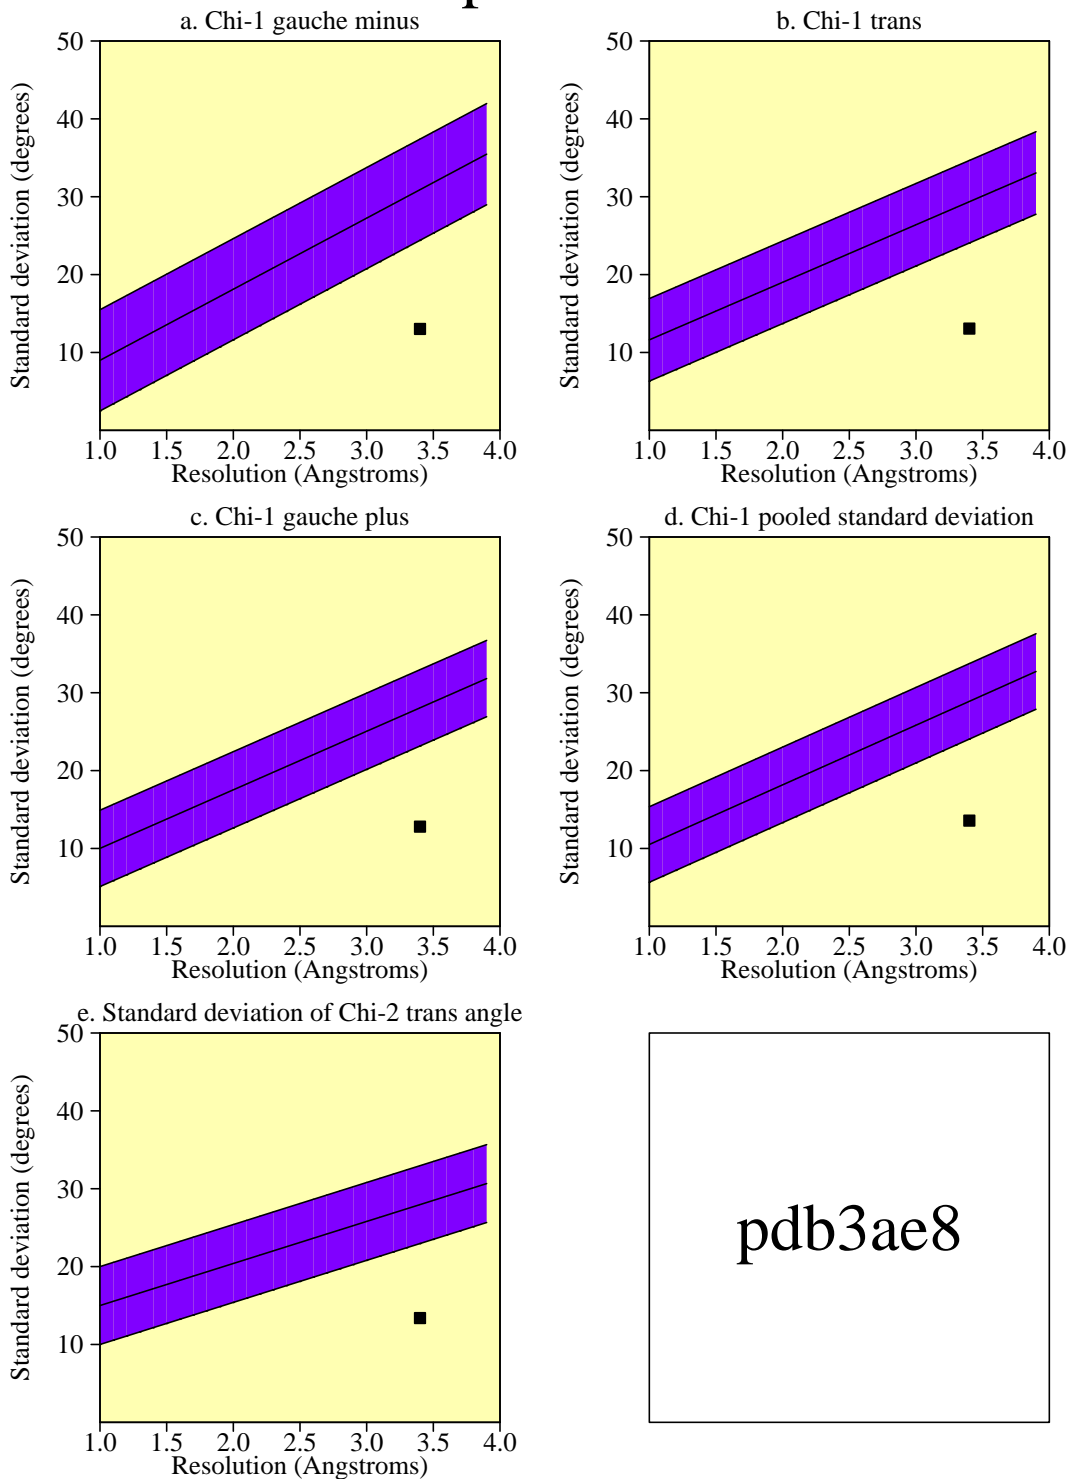 a. Chi-1 gauche minus
50
40
30
20
10
Standard deviation (degrees)
1.0 1.5 2.0 2.5 3.0 3.5 4.0
Resolution (Angstroms)
b. Chi-1 trans
50
40
30
20
10
Standard deviation (degrees)
1.0 1.5 2.0 2.5 3.0 3.5 4.0
Resolution (Angstroms)
c. Chi-1 gauche plus
50
40
30
20
10
Standard deviation (degrees)
1.0 1.5 2.0 2.5 3.0 3.5 4.0
Resolution (Angstroms)
d. Chi-1 pooled standard deviation
50
40
30
20
10
Standard deviation (degrees)
1.0 1.5 2.0 2.5 3.0 3.5 4.0
Resolution (Angstroms)
e. Standard deviation of Chi-2 trans angle
50
40
30
20
10
Standard deviation (degrees)
1.0 1.5 2.0 2.5 3.0 3.5 4.0
Resolution (Angstroms)
pdb3ae8